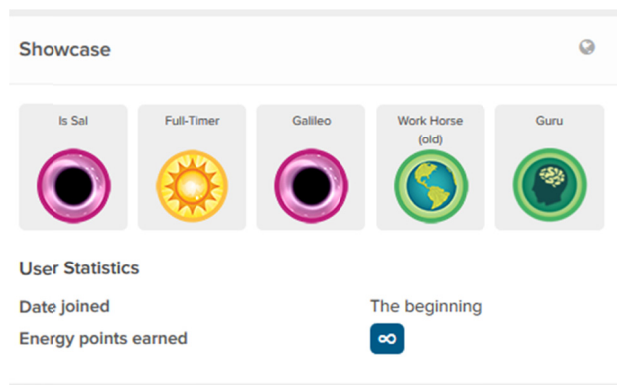 Showcase
Is Sal
Full-Timer
Galileo
Work Horse
(old)
Guru
User Statistics
Date joined The beginning
Energy points earned ∞